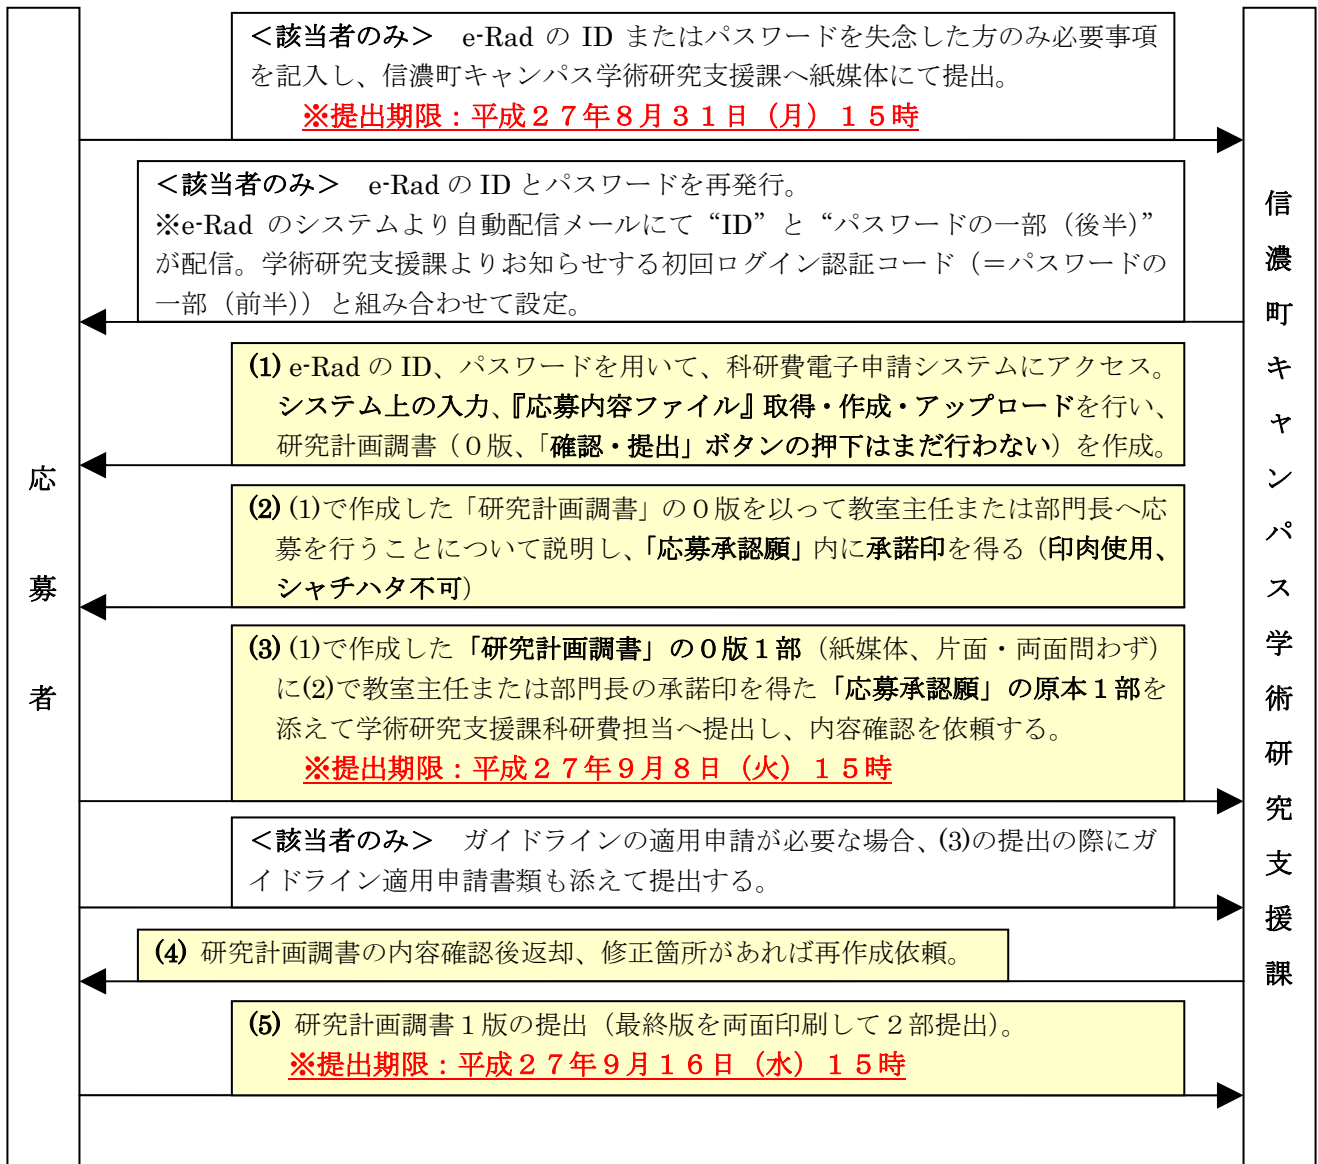 ＜該当者のみ＞　e-Rad の ID またはパスワードを失念した方のみ必要事項
を記入し、信濃町キャンパス学術研究支援課へ紙媒体にて提出。
※提出期限：平成２７年８月３１日（月）１５時
＜該当者のみ＞　e-Rad の ID とパスワードを再発行。
※e-Rad のシステムより自動配信メールにて“ID”と“パスワードの一部（後半）”
が配信。学術研究支援課よりお知らせする初回ログイン認証コード（＝パスワードの
一部（前半））と組み合わせて設定。
(1) e-Rad の ID、パスワードを用いて、科研費電子申請システムにアクセス。
システム上の入力、『応募内容ファイル』取得・作成・アップロードを行い、
研究計画調書（０版、「確認・提出」ボタンの押下はまだ行わない）を作成。
(2) (1)で作成した「研究計画調書」の０版を以って教室主任または部門長へ応
募を行うことについて説明し、「応募承認願」内に承諾印を得る（印肉使用、
シャチハタ不可）
(3) (1)で作成した「研究計画調書」の０版１部（紙媒体、片面・両面問わず）
に(2)で教室主任または部門長の承諾印を得た「応募承認願」の原本１部を
添えて学術研究支援課科研費担当へ提出し、内容確認を依頼する。
※提出期限：平成２７年９月８日（火）１５時
＜該当者のみ＞　ガイドラインの適用申請が必要な場合、(3)の提出の際にガ
イドライン適用申請書類も添えて提出する。
(4) 研究計画調書の内容確認後返却、修正箇所があれば再作成依頼。
(5) 研究計画調書１版の提出（最終版を両面印刷して２部提出）。
※提出期限：平成２７年９月１６日（水）１５時
応募者
信濃町キャンパス学術研究支援課